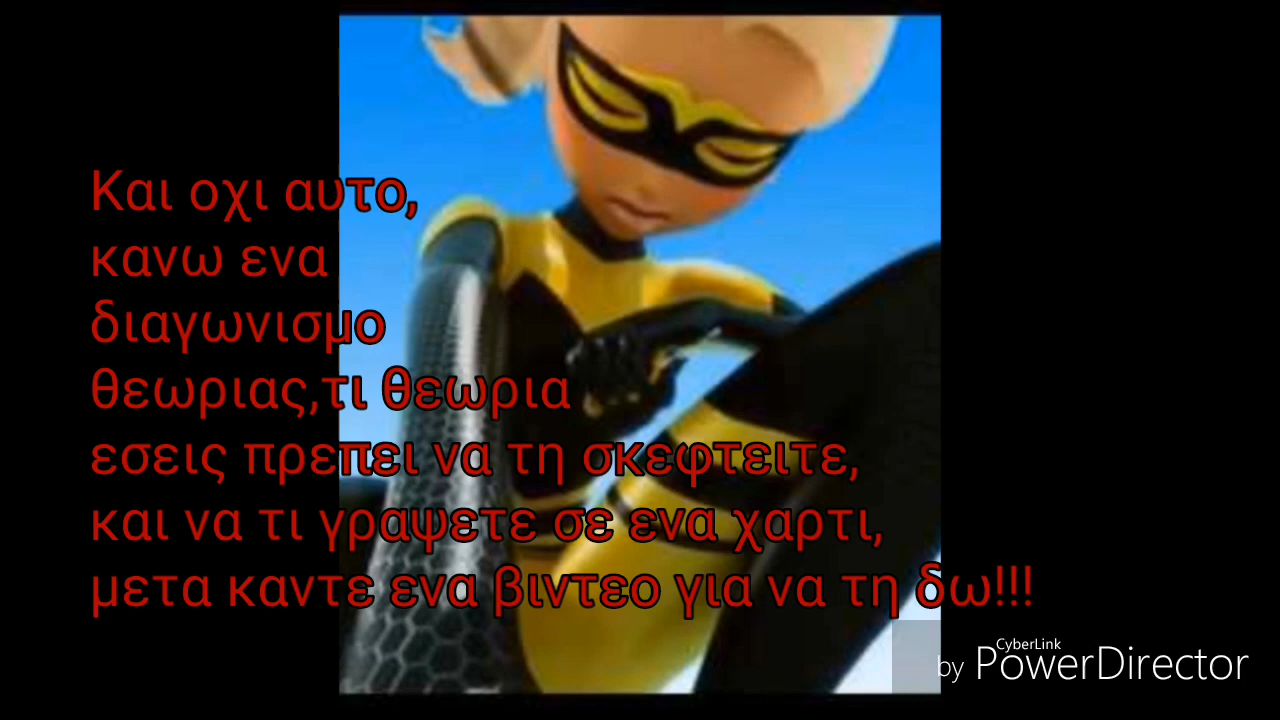 Και οχι αυτο,
κανω ενα
διαγωνισμο
θεωριας,τι θεωρια
εσεις πρεπει να τη σκεφτειτε,
και να τι γραψετε σε ενα χαρτι,
μετα καντε ενα βιντεο για να τη δω!!!
CyberLink
by PowerDirector